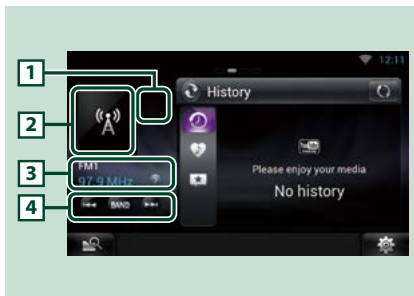 12:11
1
2
3
4
History
FM1
97.9 MHz
BAND
Please enjoy your media
No history